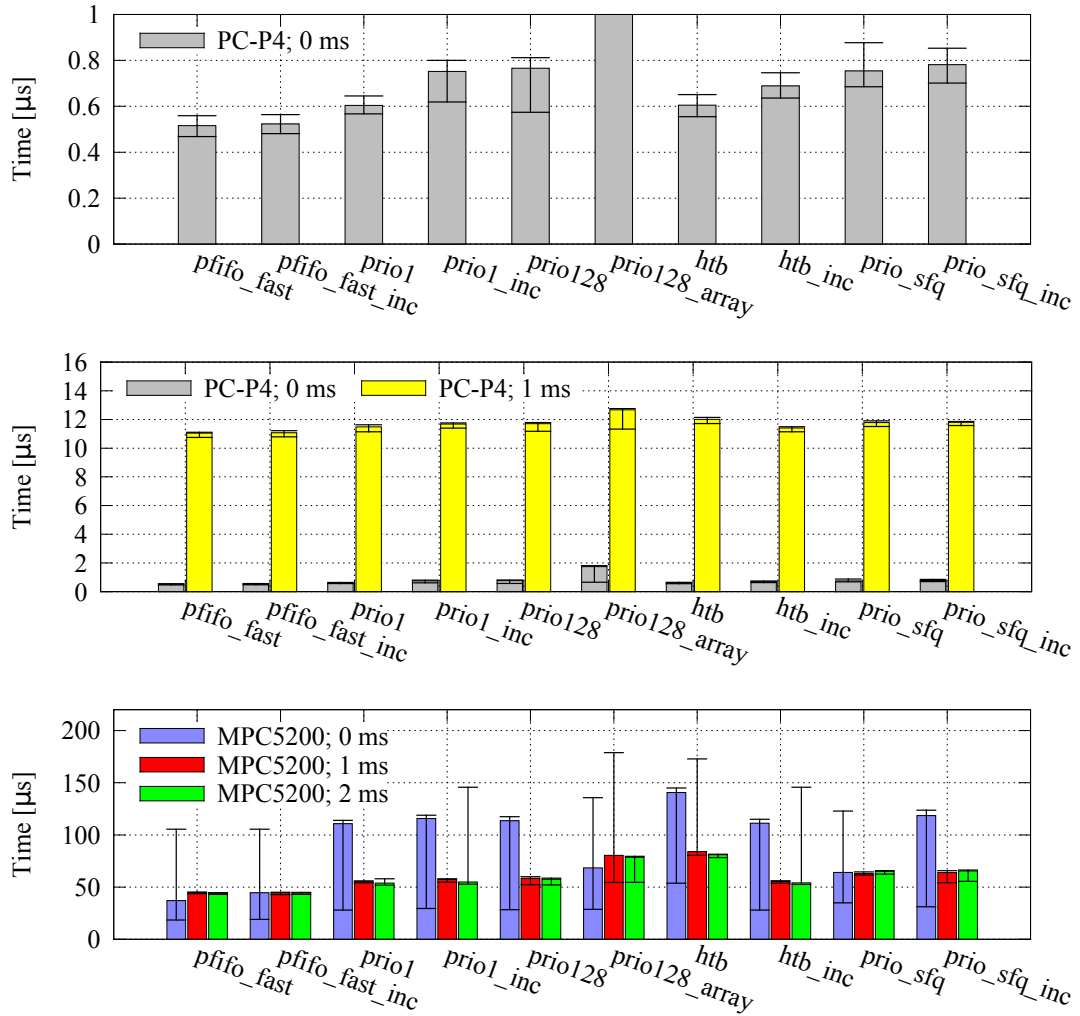 1
0.8
0.6
0.4
0.2
0
Time [µs]
PC-P4; 0 ms
pfifo_fast
pfifo_fast_inc
prio1
prio1_inc
prio128
prio128_array
htb
htb_inc
prio_sfq
prio_sfq_inc
16
14
12
10
8
6
4
2
0
Time [µs]
PC-P4; 0 ms PC-P4; 1 ms
pfifo_fast
pfifo_fast_inc
prio1
prio1_inc
prio128
prio128_array
htb
htb_inc
prio_sfq
prio_sfq_inc
200
150
100
50
0
Time [µs]
MPC5200; 0 ms
MPC5200; 1 ms
MPC5200; 2 ms
pfifo_fast
pfifo_fast_inc
prio1
prio1_inc
prio128
prio128_array
htb
htb_inc
prio_sfq
prio_sfq_inc